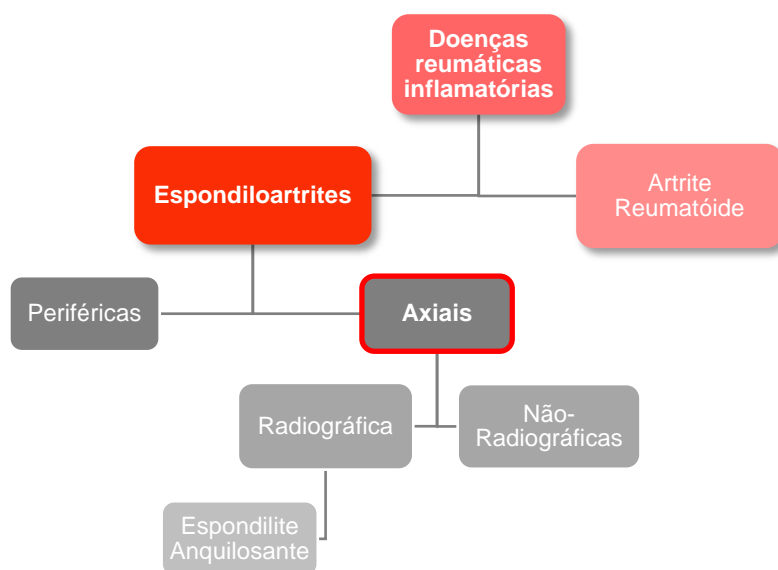 Doenças
reumáticas
inflamatórias
Espondiloartrites
Artrite
Reumatóide
Periféricas
Axiais
Radiográfica
Não-
Radiográficas
Espondilite
Anquilosante